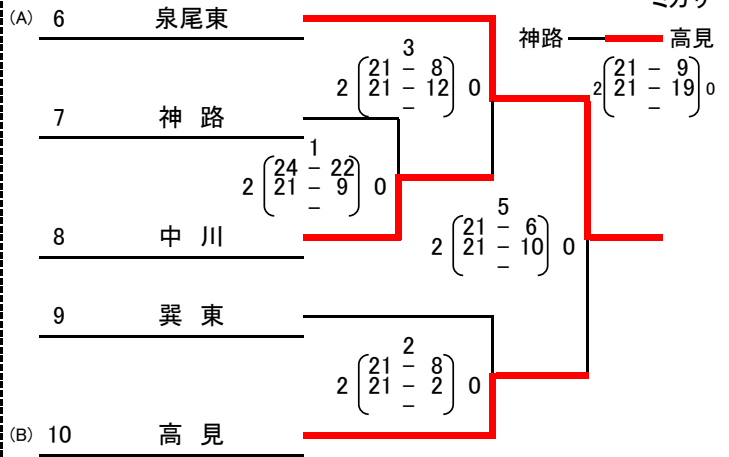 (A) 6 泉尾東
神路 高見
3
2 21 - 8 0
21 - 12
-
2 21 - 9 0
21 - 19
-
7 神 路
1
2 24 - 22 0
21 - 9
-
8 中 川
5
2 21 - 6 0
21 - 10
-
9 巽 東
2
2 21 - 8 0
21 - 2
-
(B) 10 高 見